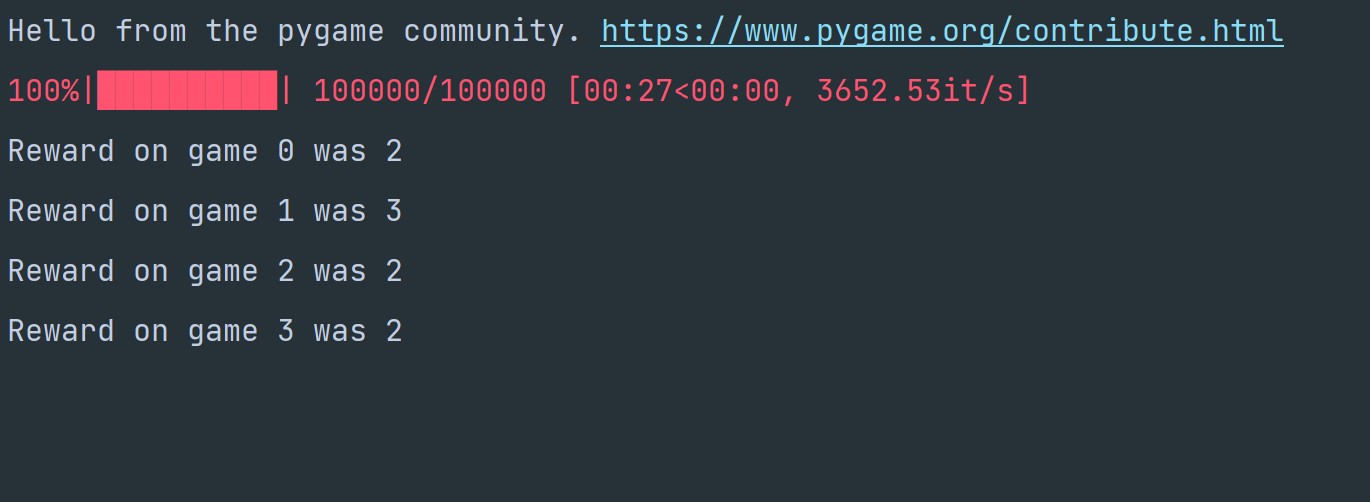 Hello from the pygame community. https://www.pygame.org/contribute.html
100%|██████████| 100000/100000 [00:27<00:00, 3652.53it/s]
Reward on game 0 was 2
Reward on game 1 was 3
Reward on game 2 was 2
Reward on game 3 was 2